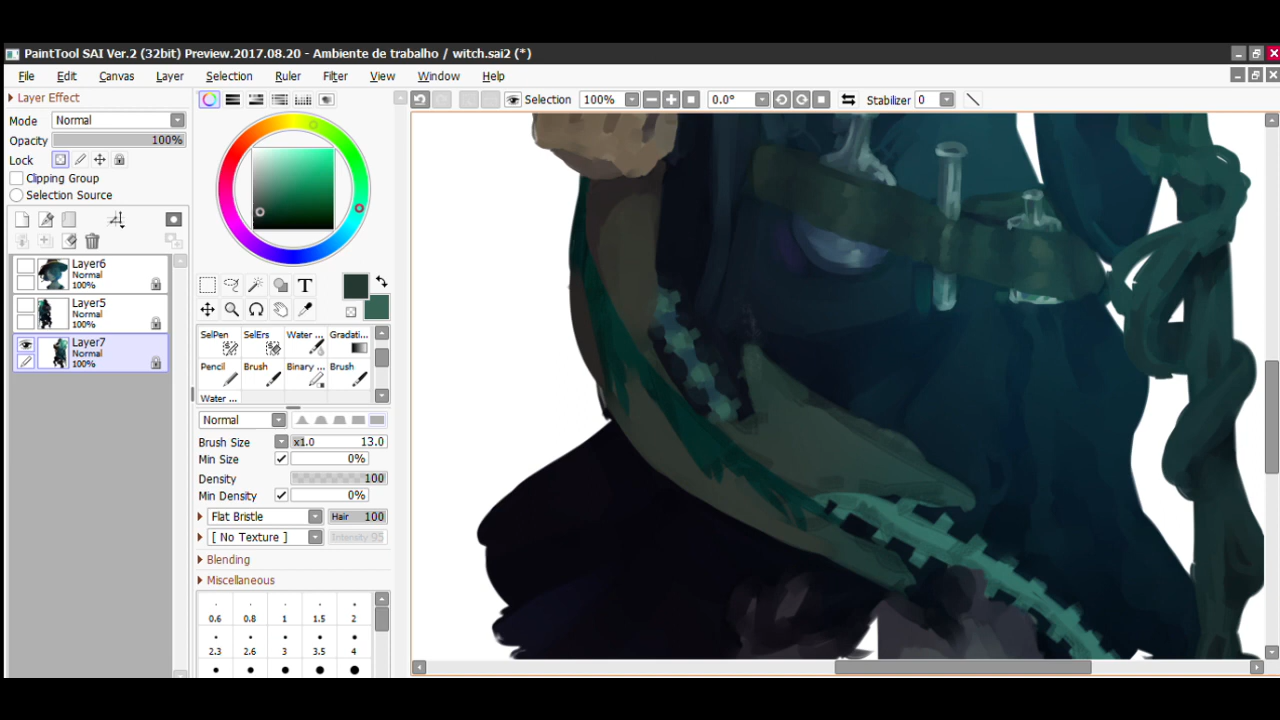 PaintTool SAI Ver.2 (32bit) Preview.2017.08.20 - Ambiente de trabalho / witch.sai2 (*)
File Edit Canvas Layer Selection Ruler Filter View Window Help
Layer Effect
Selection 100% 0.0° Stabilizer 0
Mode Normal
Opacity 100%
Lock
Clipping Group
Selection Source
Layer6
Normal
100%
Layer5
Normal
100%
Layer7
Normal
100%
T
SelPen SelErs Water ... Gradati...
Pencil Brush Binary ... Brush
Water ...
Normal
Brush Size x1.0 13.0
Min Size 0%
Density 100
Min Density 0%
Flat Bristle Hair 100
[ No Texture ] Intensity 95
Blending
Miscellaneous
0.6 0.8 1 1.5 2
2.3 2.6 3 3.5 4